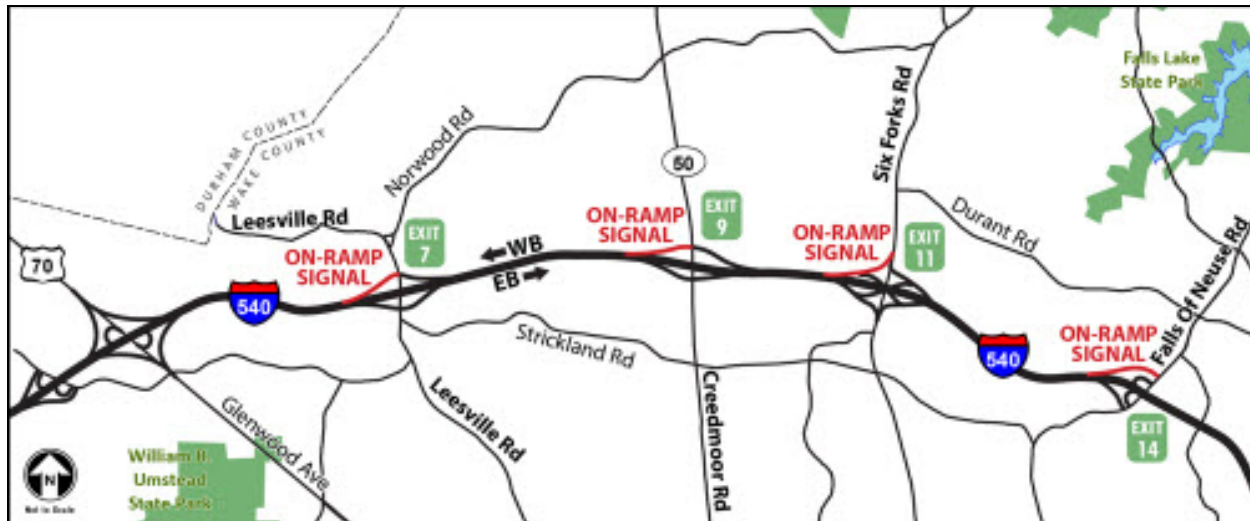 Falls Lake
State Park
DURHAM COUNTY
WAKE COUNTY
Norwood Rd
Six Forks Rd
50
EXIT
9
Leesville Rd
EXIT
7
ON-RAMP
SIGNAL
ON-RAMP
SIGNAL
ON-RAMP
SIGNAL
EXIT
11
Durant Rd
WB
EB
70
540
Falls Of Neuse Rd
Strickland Rd
ON-RAMP
SIGNAL
540
Creedmoor Rd
Leesville Rd
Glenwood Ave
EXIT
14
William B.
Umstead
State Park
N
Not to Scale